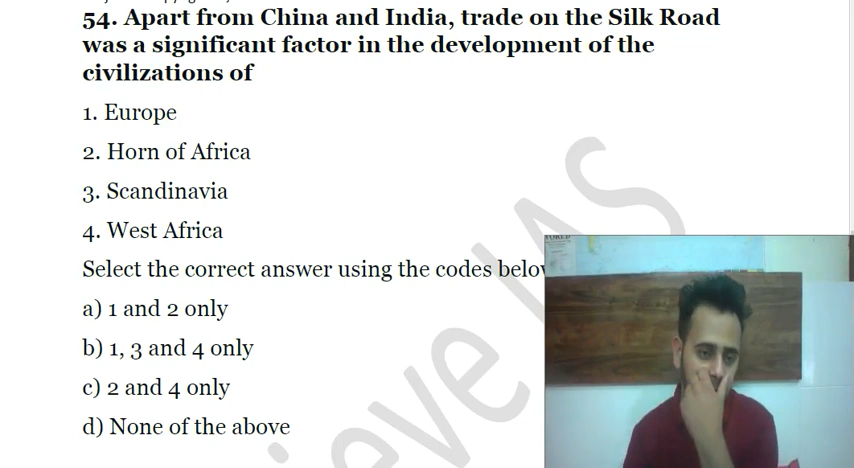 54. Apart from China and India, trade on the Silk Road
was a significant factor in the development of the
civilizations of
1. Europe
2. Horn of Africa
3. Scandinavia
4. West Africa
Select the correct answer using the codes
a) 1 and 2 only
b) 1, 3 and 4 only
c) 2 and 4 only
d) None of the above
IAS